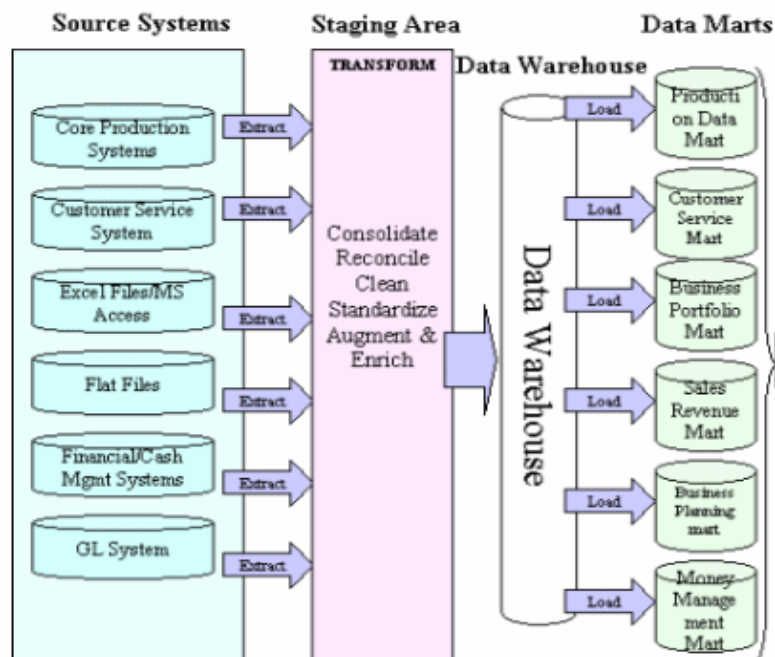 Source Systems
Staging Area
Data Marts
TRANSFORM
Data Warehouse
Core Production
Systems
Customer Service
System
Excel Files/MS
Access
Flat Files
Financial/Cash
Mgmt Systems
GL System
Extract
Extract
Extract
Extract
Extract
Extract
Consolidate
Reconcile
Clean
Standardize
Augment &
Enrich
Data Warehouse
Load
Load
Load
Load
Load
Load
Producti
on Data
Mart
Customer
Service
Mart
Business
Portfolio
Mart
Sales
Revenue
Mart
Business
Planning
mart
Money
Manage
ment
Mart